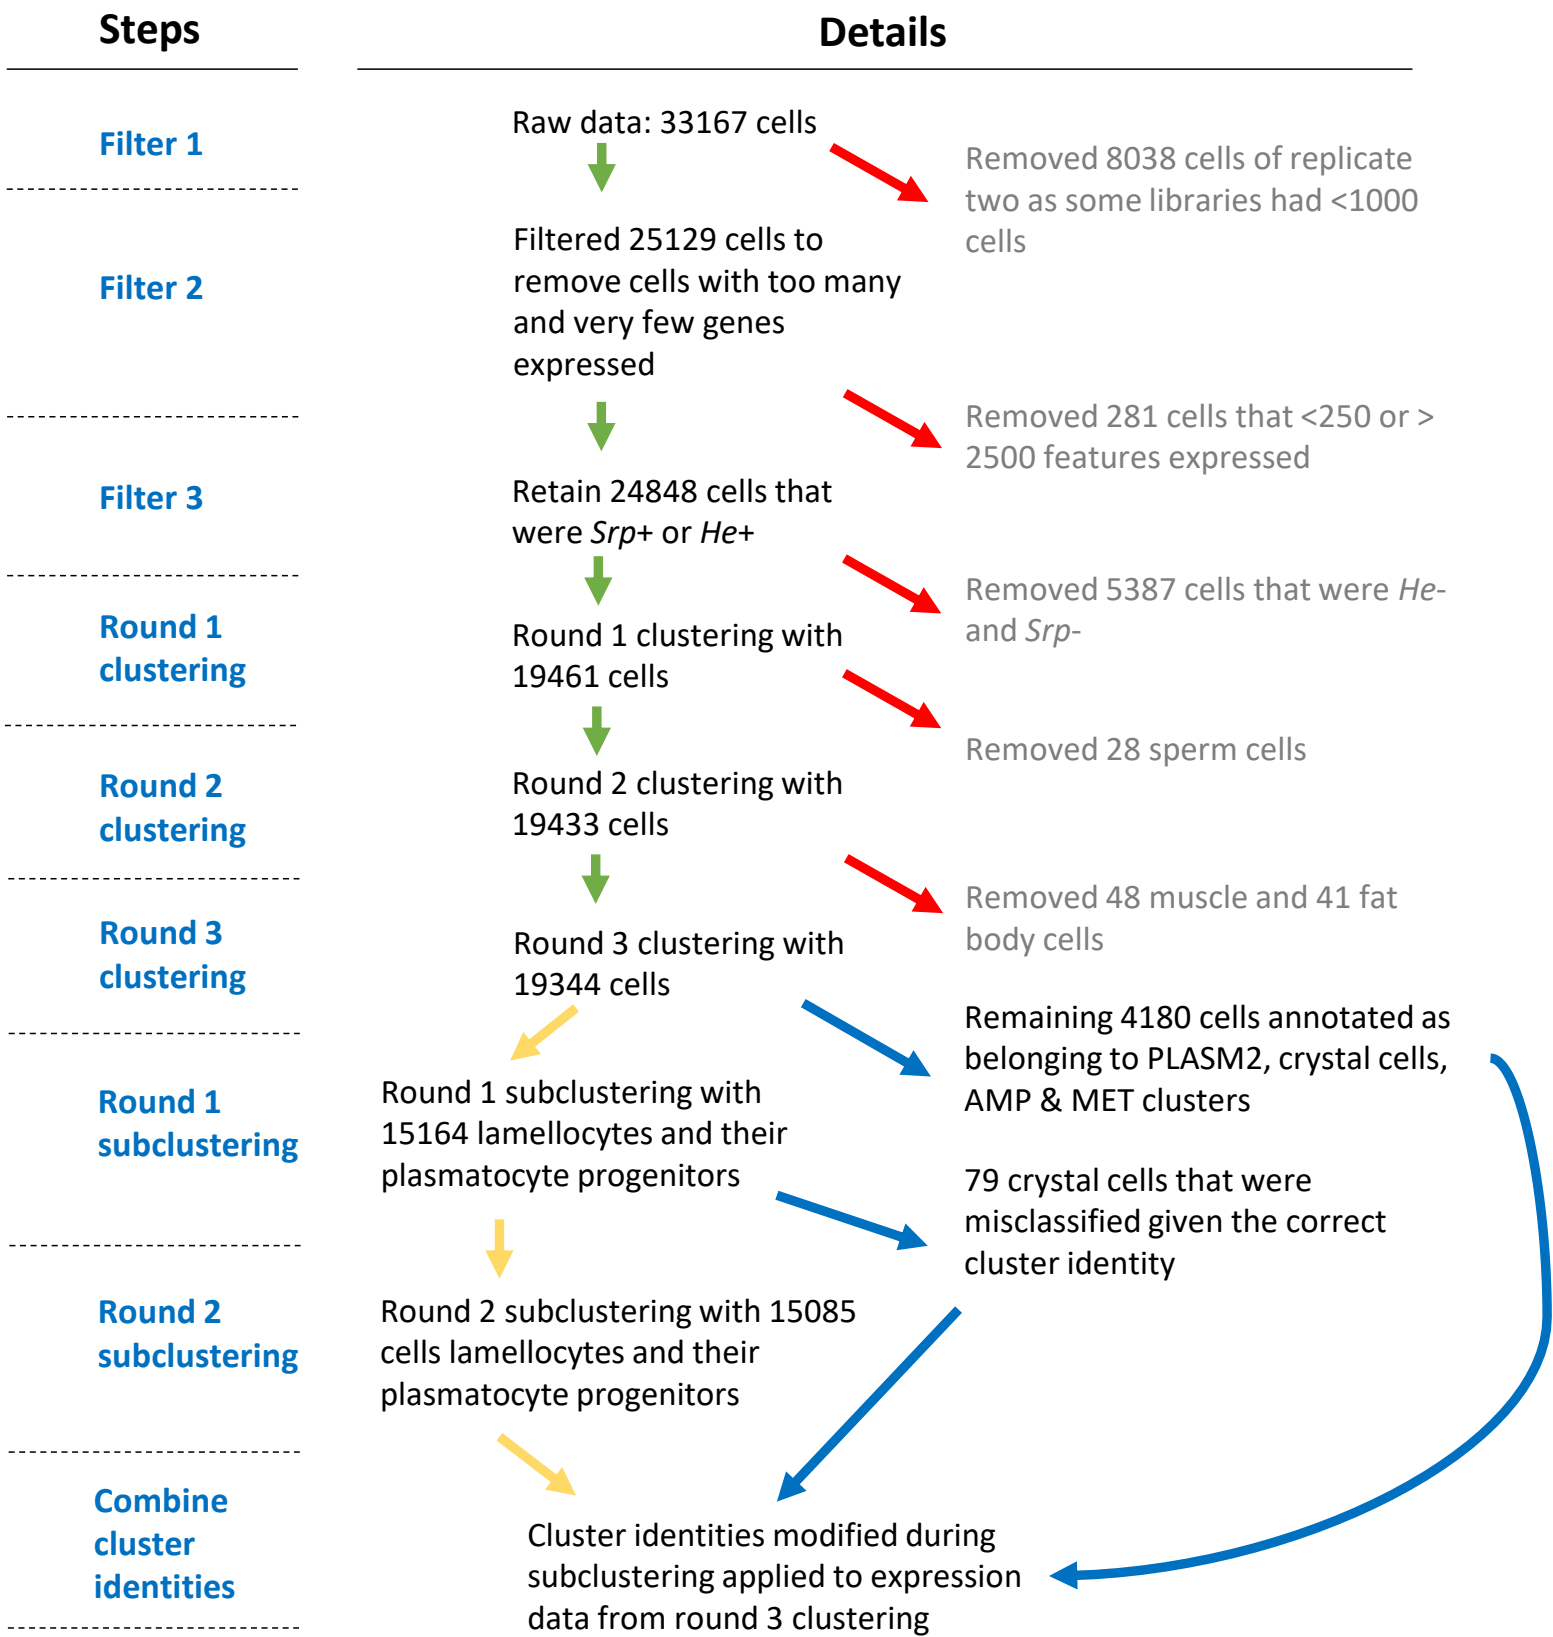 Steps
Details
Filter 1
Raw data: 33167 cells
Removed 8038 cells of replicate
two as some libraries had <1000
cells
Filter 2
Filtered 25129 cells to
remove cells with too many
and very few genes
expressed
Removed 281 cells that <250 or >
2500 features expressed
Filter 3
Retain 24848 cells that
were Srp+ or He+
Removed 5387 cells that were He-
and Srp-
Round 1
clustering
Round 1 clustering with
19461 cells
Removed 28 sperm cells
Round 2
clustering
Round 2 clustering with
19433 cells
Removed 48 muscle and 41 fat
body cells
Round 3
clustering
Round 3 clustering with
19344 cells
Remaining 4180 cells annotated as
belonging to PLASM2, crystal cells,
AMP & MET clusters
Round 1
subclustering
Round 1 subclustering with
15164 lamellocytes and their
plasmatocyte progenitors
79 crystal cells that were
misclassified given the correct
cluster identity
Round 2
subclustering
Round 2 subclustering with 15085
cells lamellocytes and their
plasmatocyte progenitors
Combine
cluster
identities
Cluster identities modified during
subclustering applied to expression
data from round 3 clustering